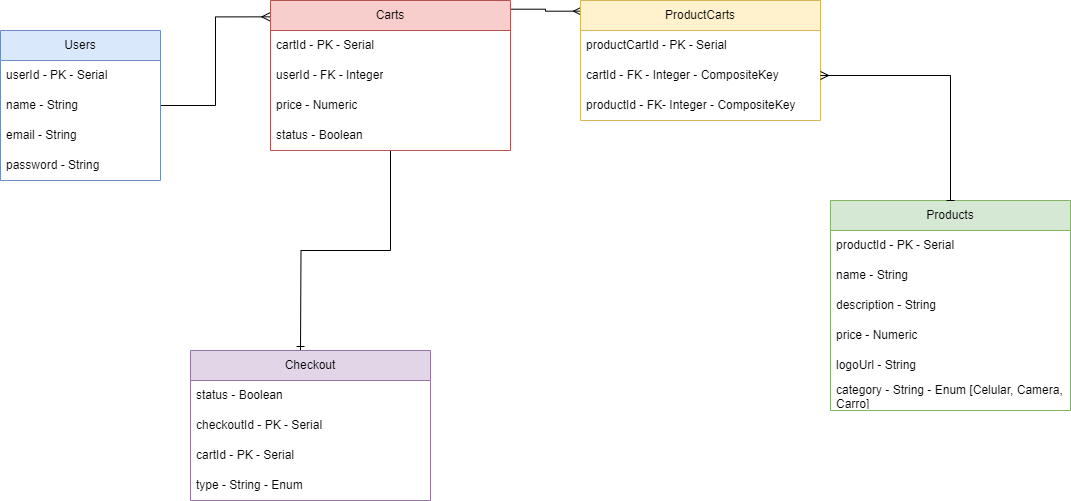 Users
userId - PK - Serial
name - String
email - String
password - String
Carts
cartId - PK - Serial
userId - FK - Integer
price - Numeric
status - Boolean
ProductCarts
productCartId - PK - Serial
cartId - FK - Integer - CompositeKey
productId - FK- Integer - CompositeKey
Products
productId - PK - Serial
name - String
description - String
price - Numeric
logoUrl - String
category - String - Enum [Celular, Camera,
Carro]
Checkout
status - Boolean
checkoutId - PK - Serial
cartId - PK - Serial
type - String - Enum